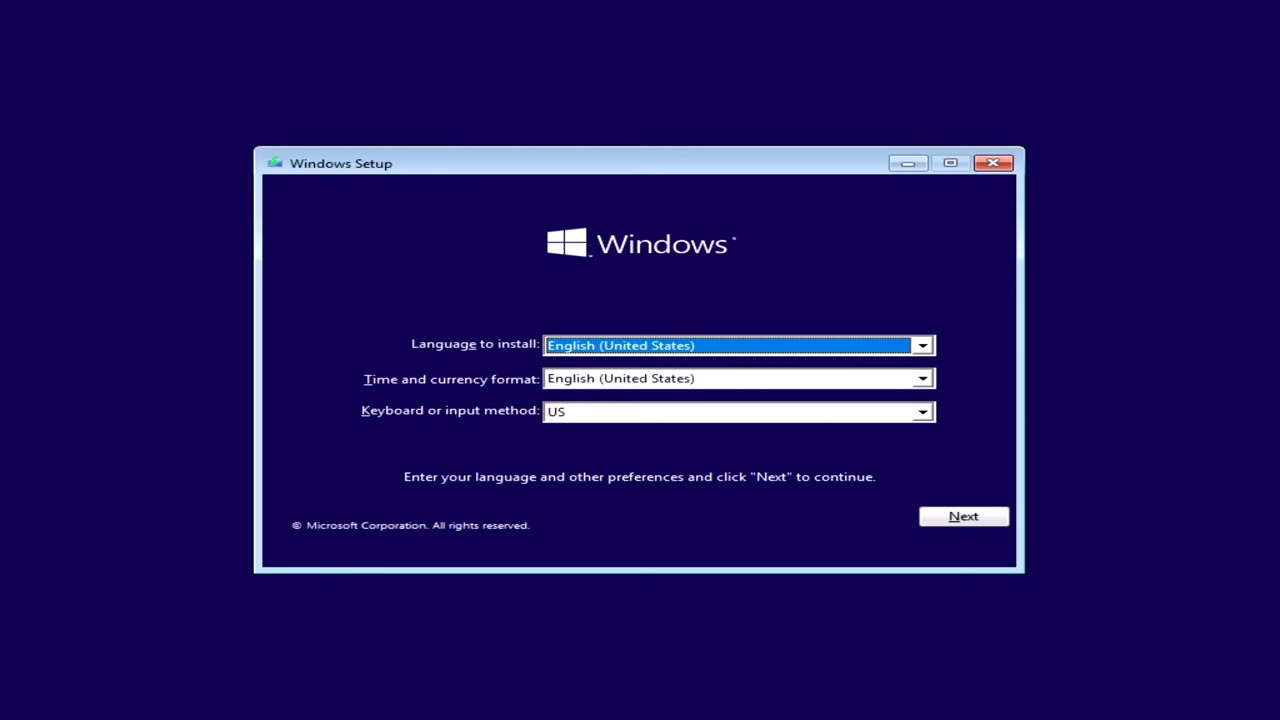 Windows Setup
Windows
Language to install: English (United States)
Time and currency format: English (United States)
Keyboard or input method: US
Enter your language and other preferences and click "Next" to continue.
Next
© Microsoft Corporation. All rights reserved.